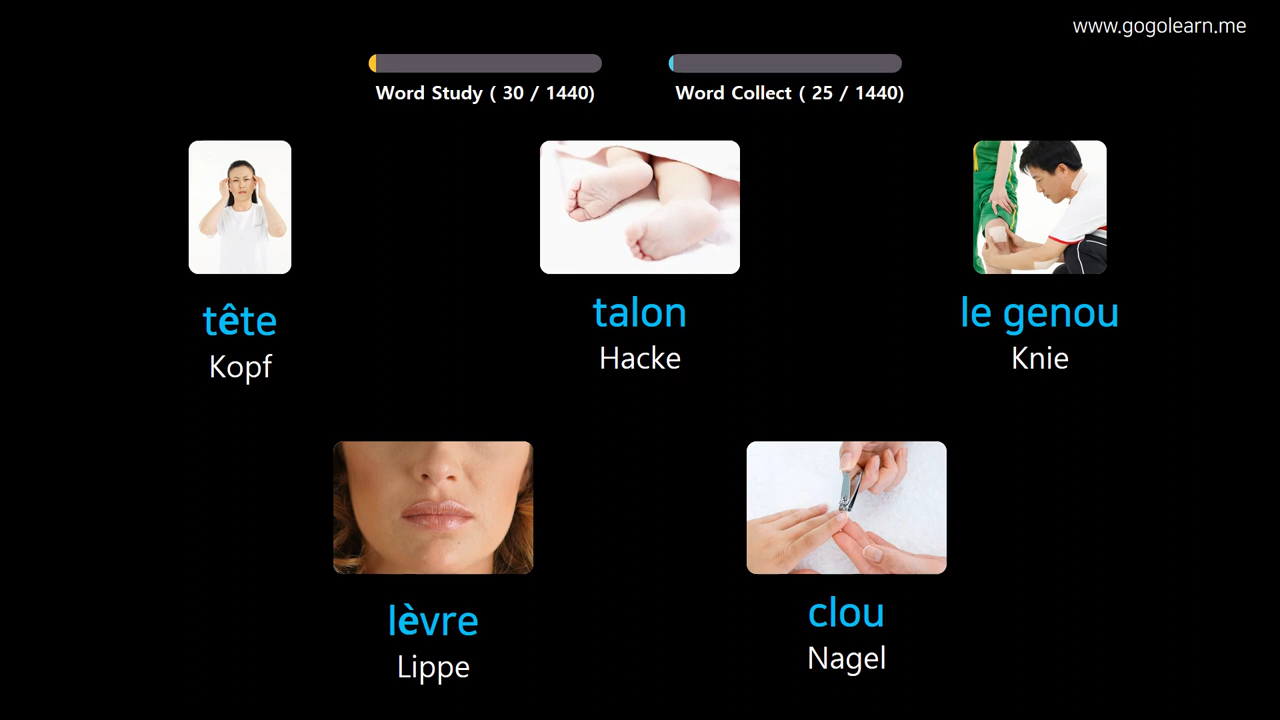 www.gogolearn.me
Word Study ( 30 / 1440)
Word Collect ( 25 / 1440)
tête
Kopf
talon
Hacke
le genou
Knie
lèvre
Lippe
clou
Nagel